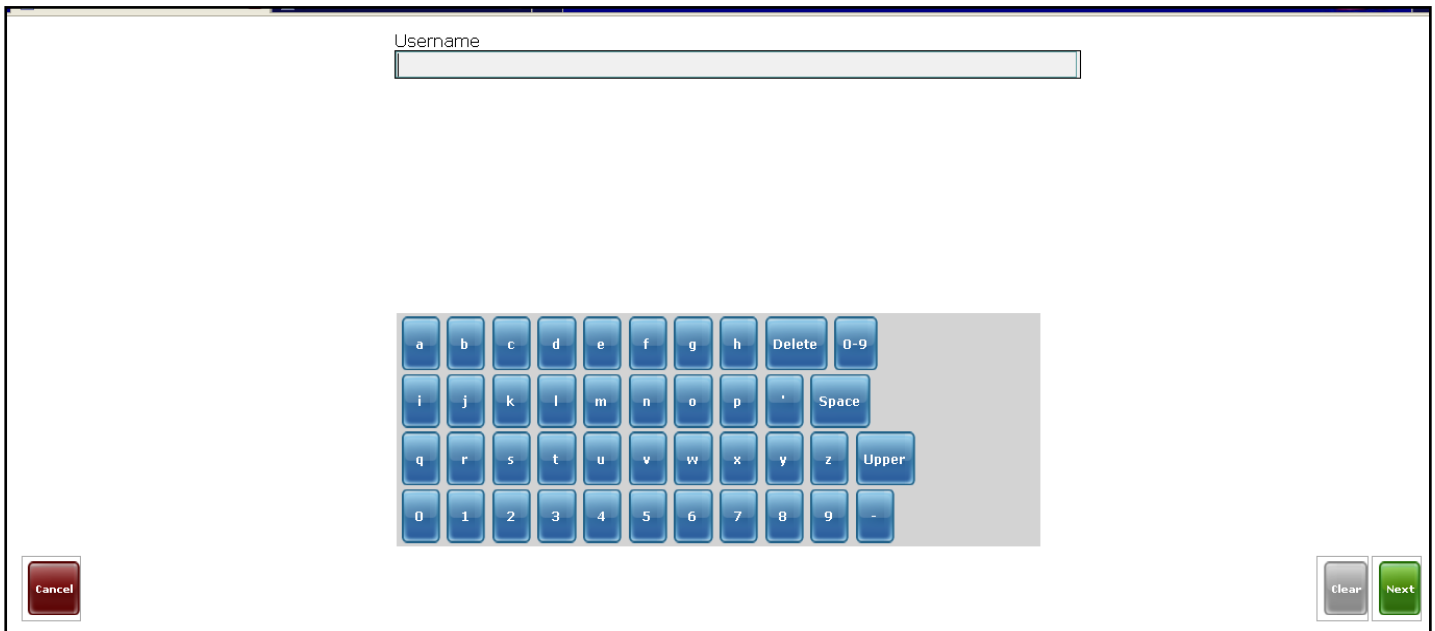 Username
a b c d e f g h Delete 0-9
i j k l m n o p ' Space
q r s t u v w x y z Upper
0 1 2 3 4 5 6 7 8 9 -
Cancel Clear Next